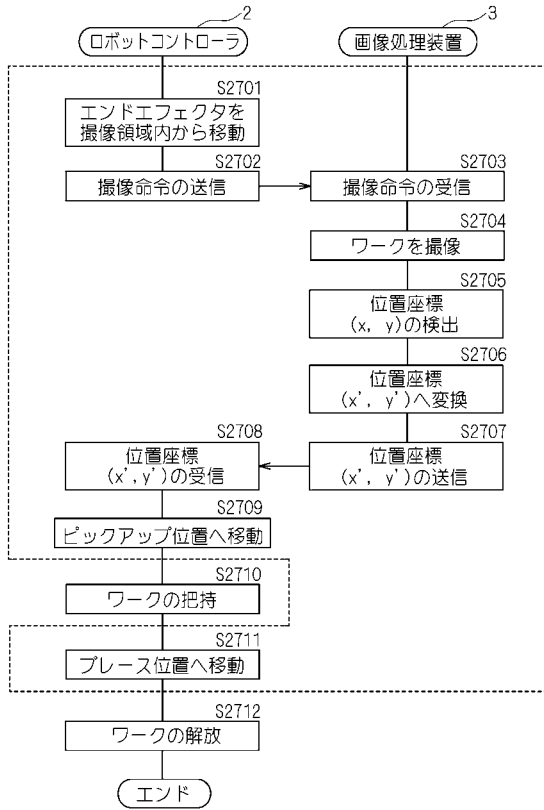 2
3
ロボットコントローラ
画像処理装置
S2701
エンドエフェクタを
撮像領域内から移動
S2702
撮像命令の送信
S2703
撮像命令の受信
S2704
ワークを撮像
S2705
位置座標
(x, y)の検出
S2706
位置座標
(x', y')へ変換
S2707
位置座標
(x', y')の送信
S2708
位置座標
(x', y')の受信
S2709
ピックアップ位置へ移動
S2710
ワークの把持
S2711
プレース位置へ移動
S2712
ワークの解放
エンド